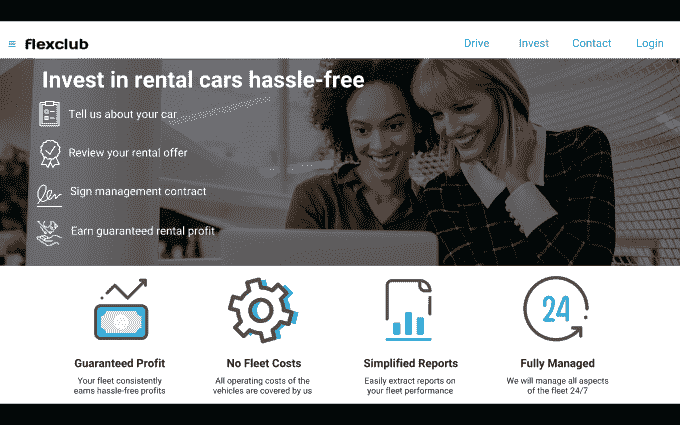 flexclub
Drive Invest Contact Login
Invest in rental cars hassle-free
Tell us about your car
Review your rental offer
Sign management contract
Earn guaranteed rental profit
24
Guaranteed Profit
Your fleet consistently
earns hassle-free profits
No Fleet Costs
All operating costs of the
vehicles are covered by us
Simplified Reports
Easily extract reports on
your fleet performance
Fully Managed
We will manage all aspects
of the fleet 24/7